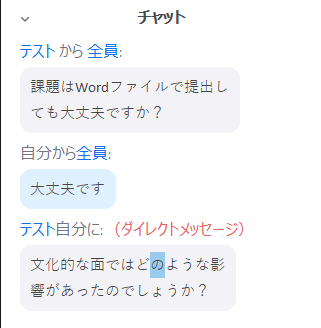 チャット
テスト から 全員:
課題はWordファイルで提出し
ても大丈夫ですか？
自分から全員:
大丈夫です
テスト自分に: （ダイレクトメッセージ）
文化的な面ではどのような影
響があったのでしょうか？